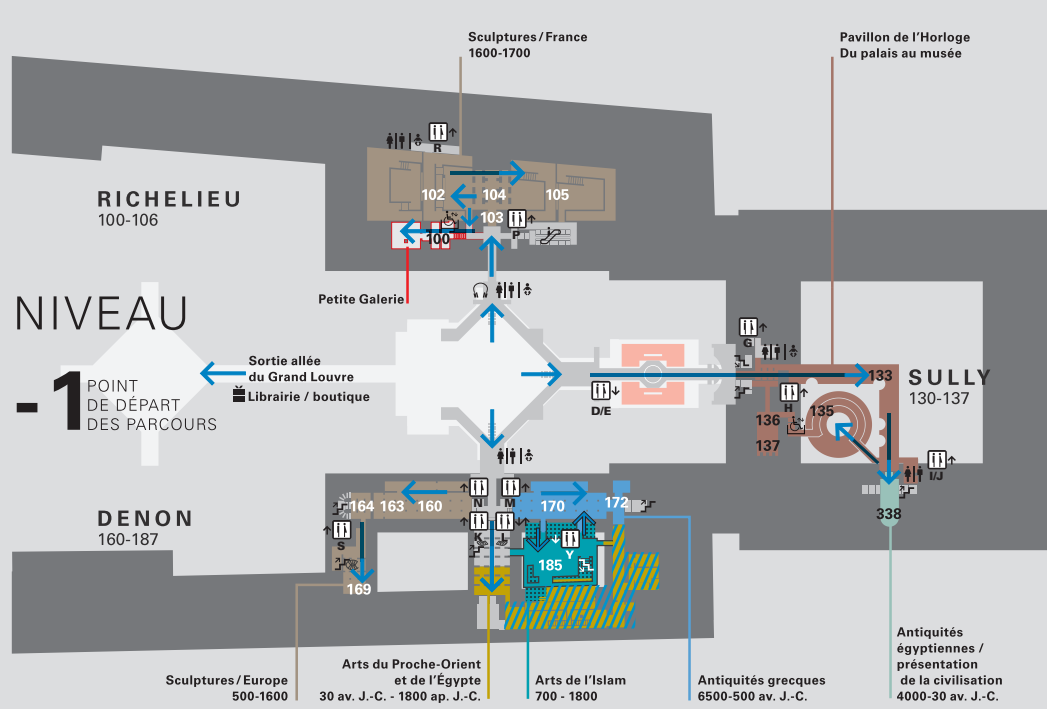 Sculptures / France
1600-1700
Pavillon de l'Horloge
Du palais au musée
R
RICHELIEU
100-106
102
104
105
103
P
100
Petite Galerie
NIVEAU
-1
POINT
DE DÉPART
DES PARCOURS
Sortie allée
du Grand Louvre
Librairie / boutique
G
D/E
133
H
135
136
137
SULLY
130-137
I/J
338
DENON
160-187
164
163
160
N
M
170
172
K
L
S
Y
185
169
Sculptures / Europe
500-1600
Arts du Proche-Orient
et de l'Égypte
30 av. J.-C. - 1800 ap. J.-C.
Arts de l'Islam
700 - 1800
Antiquités grecques
6500-500 av. J.-C.
Antiquités
égyptiennes /
présentation
de la civilisation
4000-30 av. J.-C.